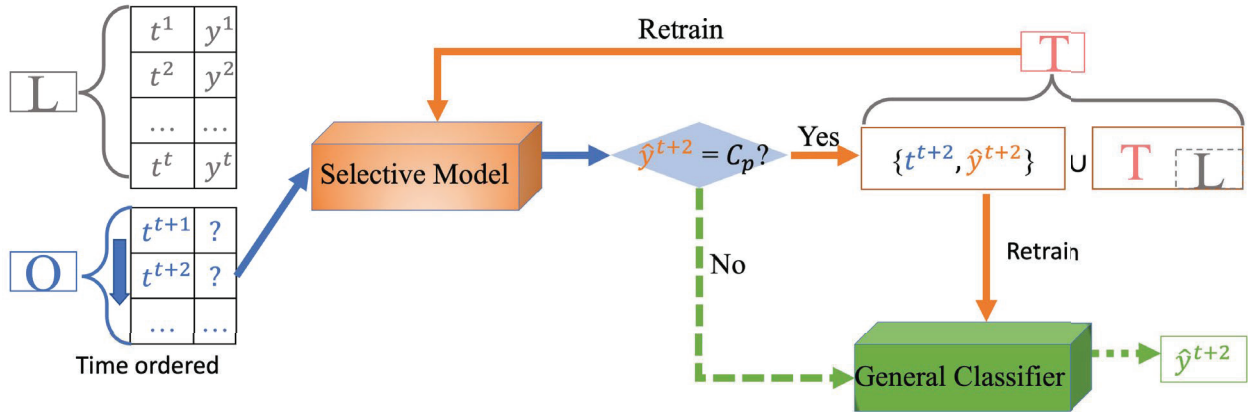 Retrain
T
L
t¹ y¹
t² y²
... ...
tᵗ yᵗ
Selective Model
ŷᵗ⁺² = Cₚ?
Yes
{tᵗ⁺², ŷᵗ⁺²} ∪ T L
O
tᵗ⁺¹ ?
tᵗ⁺² ?
... ...
Time ordered
No
Retrain
General Classifier
ŷᵗ⁺²